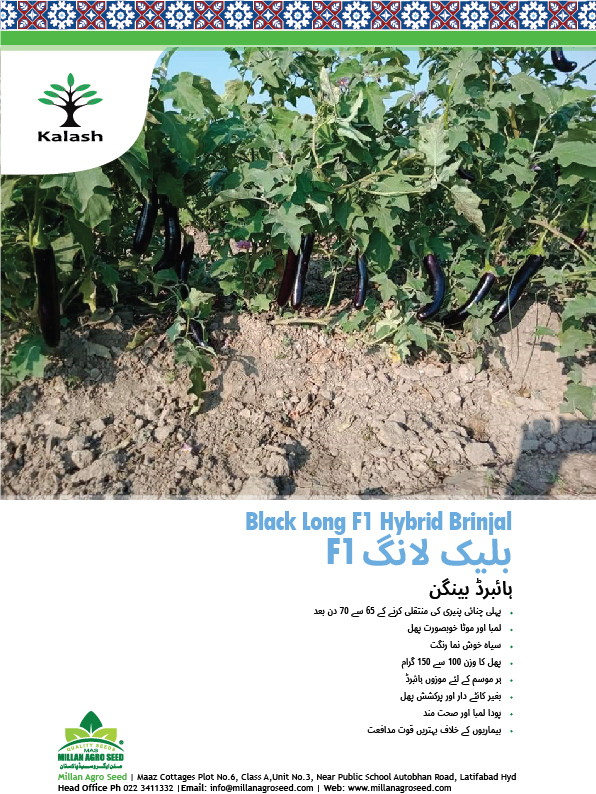 Kalash
Black Long F1 Hybrid Brinjal
بلیک لانگ F1
ہائبرڈ بینگن
• پہلی چنائی پنیری کی منتقلی کرنے کے 65 سے 70 دن بعد
• لمبا اور موٹا خوبصورت پھل
• سیاہ خوش نما رنگت
• پھل کا وزن 100 سے 150 گرام
• ہر موسم کے لئے موزوں ہائبرڈ
• بغیر کانٹے دار اور پرکشش پھل
• پودا لمبا اور صحت مند
• بیماریوں کے خلاف بہترین قوت مدافعت
QUALITY SEEDS
MAS
MILLAN AGRO SEED
ملن ایگرو سیڈ پاکستان
Millan Agro Seed | Maaz Cottages Plot No.6, Class A,Unit No.3, Near Public School Autobhan Road, Latifabad Hyd
Head Office Ph 022 3411332 |Email: info@millanagroseed.com | Web: www.millanagroseed.com